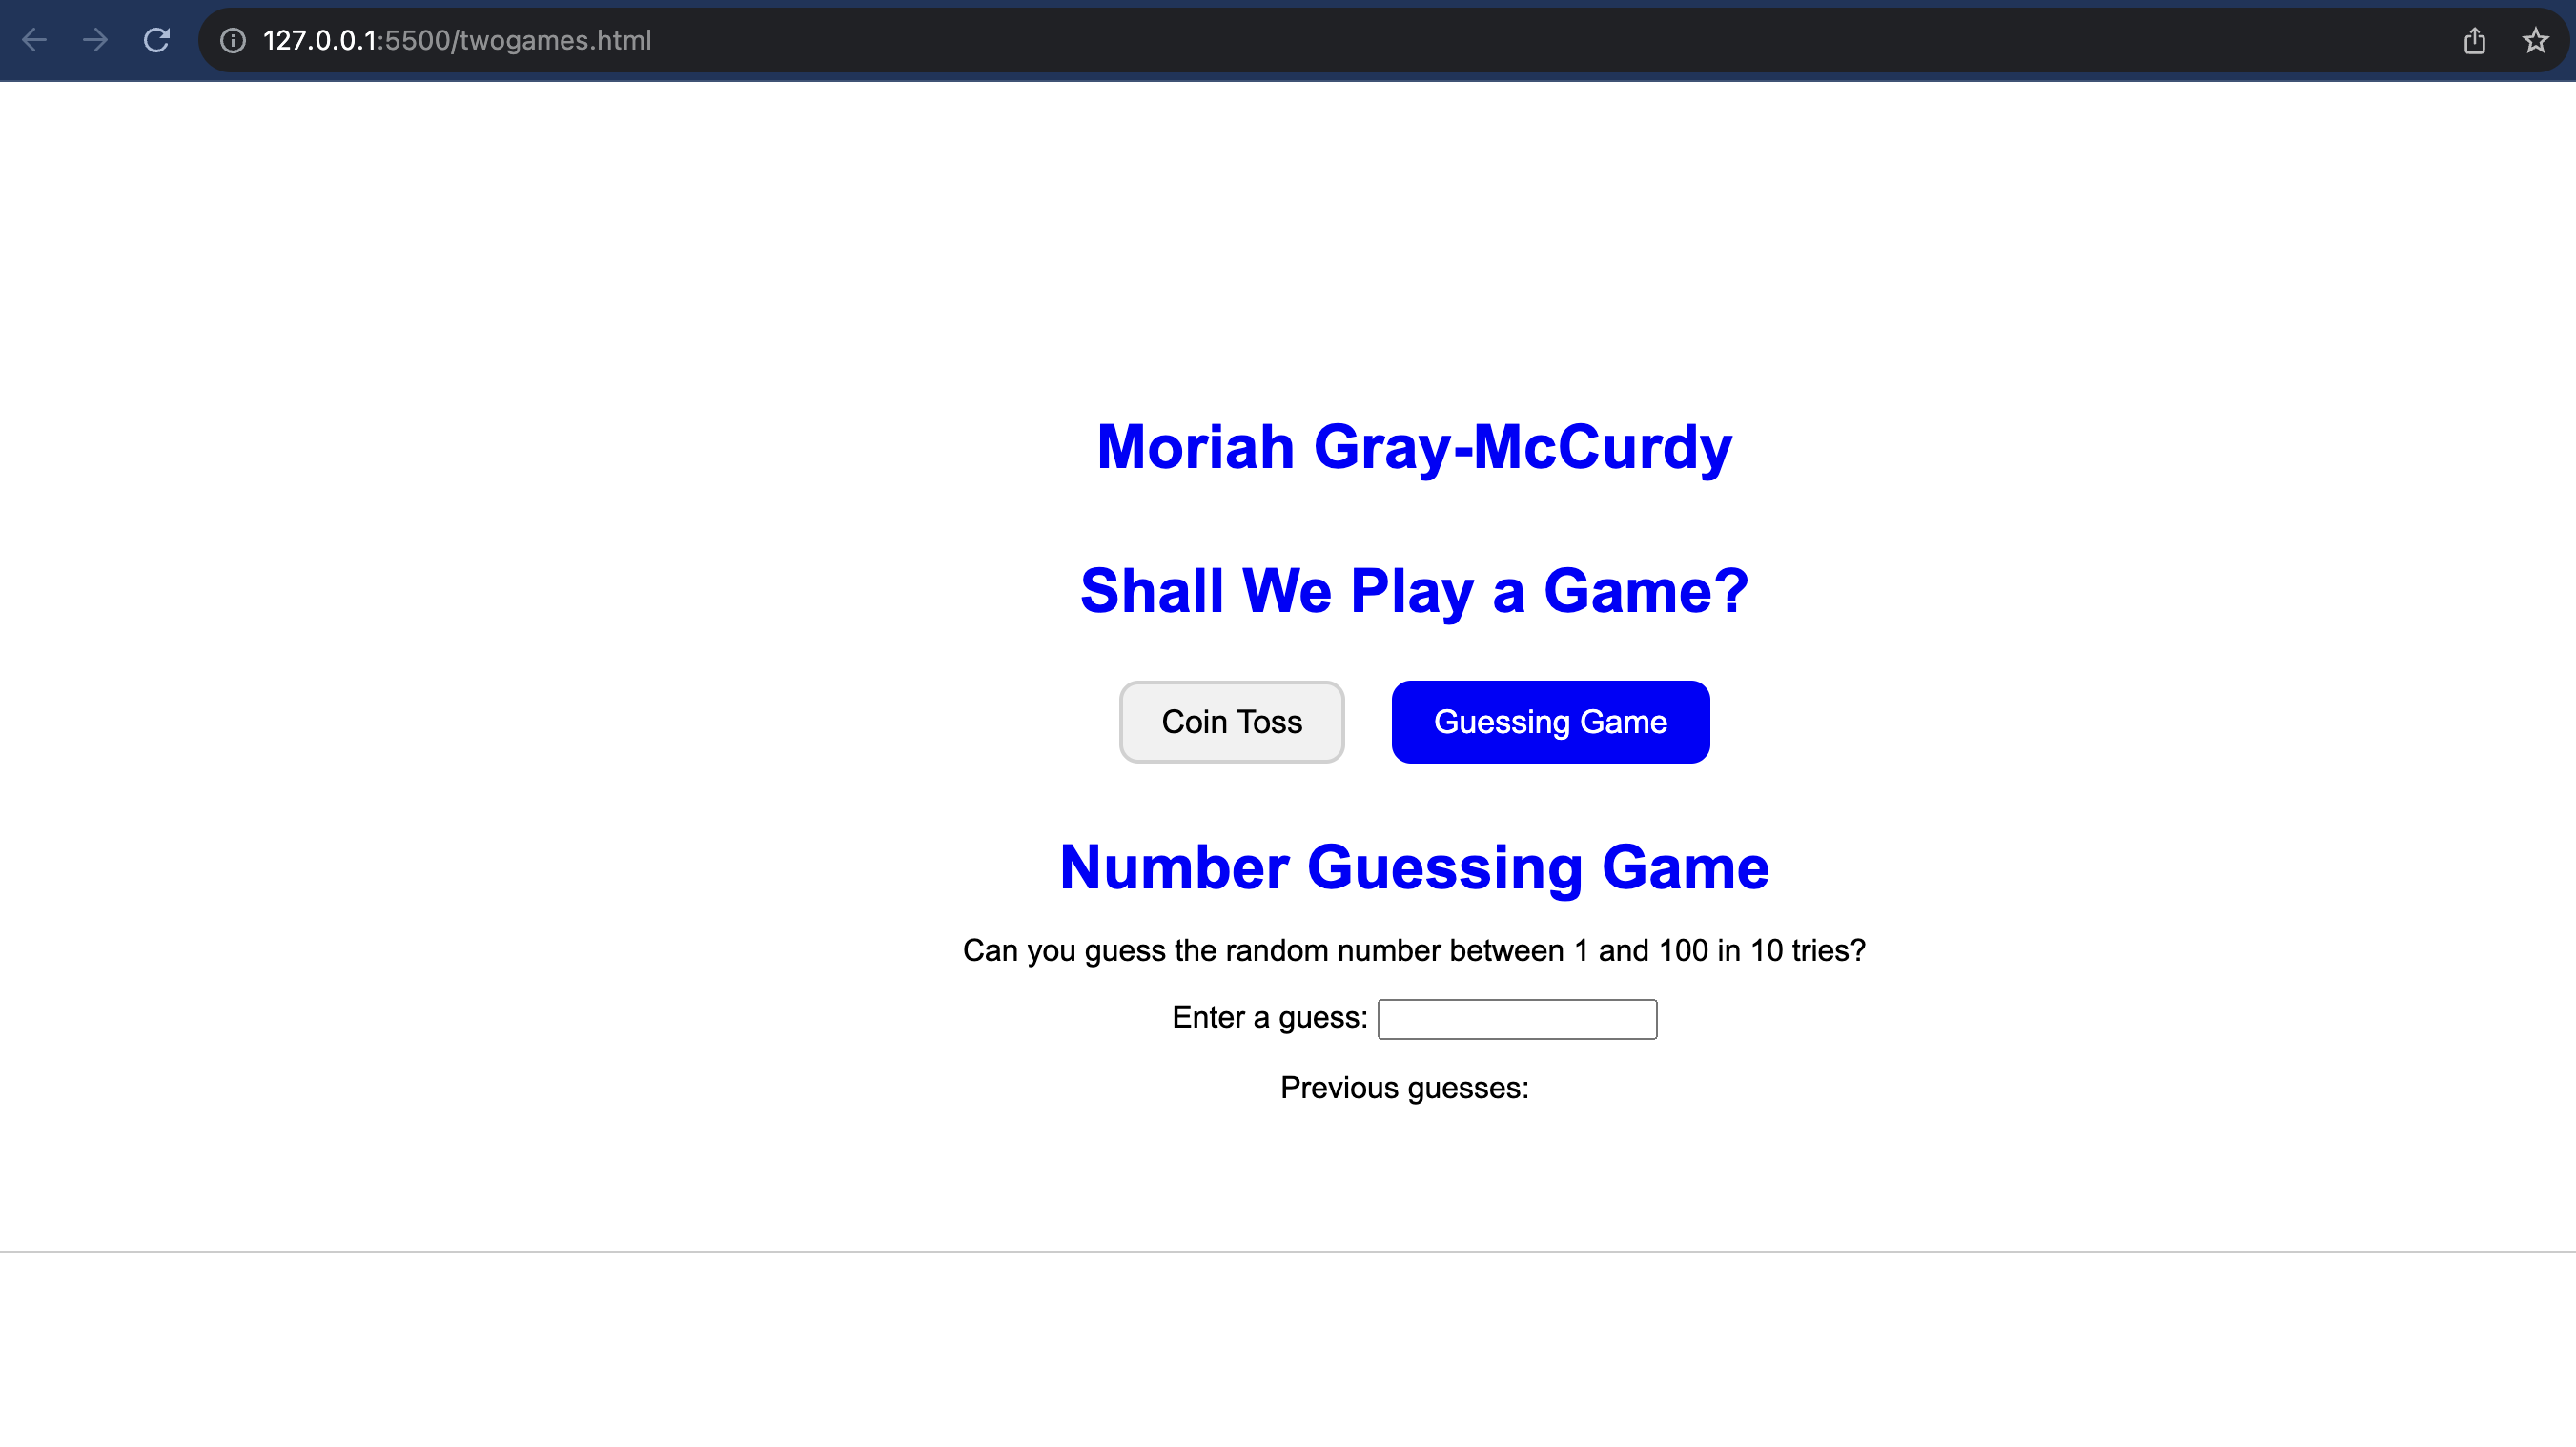 127.0.0.1:5500/twogames.html
Moriah Gray-McCurdy
Shall We Play a Game?
Coin Toss Guessing Game
Number Guessing Game
Can you guess the random number between 1 and 100 in 10 tries?
Enter a guess:
Previous guesses: